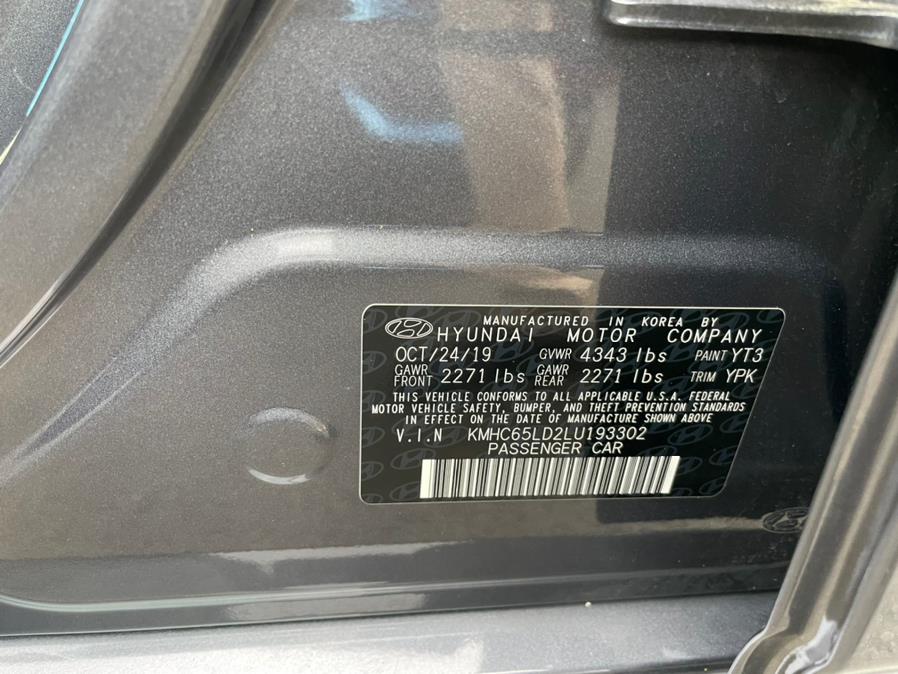 MANUFACTURED IN KOREA BY
HYUNDAI MOTOR COMPANY
OCT/24/19 GVWR 4343 lbs PAINT YT3
GAWR FRONT 2271 lbs GAWR REAR 2271 lbs TRIM YPK
THIS VEHICLE CONFORMS TO ALL APPLICABLE U.S.A. FEDERAL
MOTOR VEHICLE SAFETY, BUMPER, AND THEFT PREVENTION STANDARDS
IN EFFECT ON THE DATE OF MANUFACTURE SHOWN ABOVE
V.I.N KMHC65LD2LU193302
PASSENGER CAR